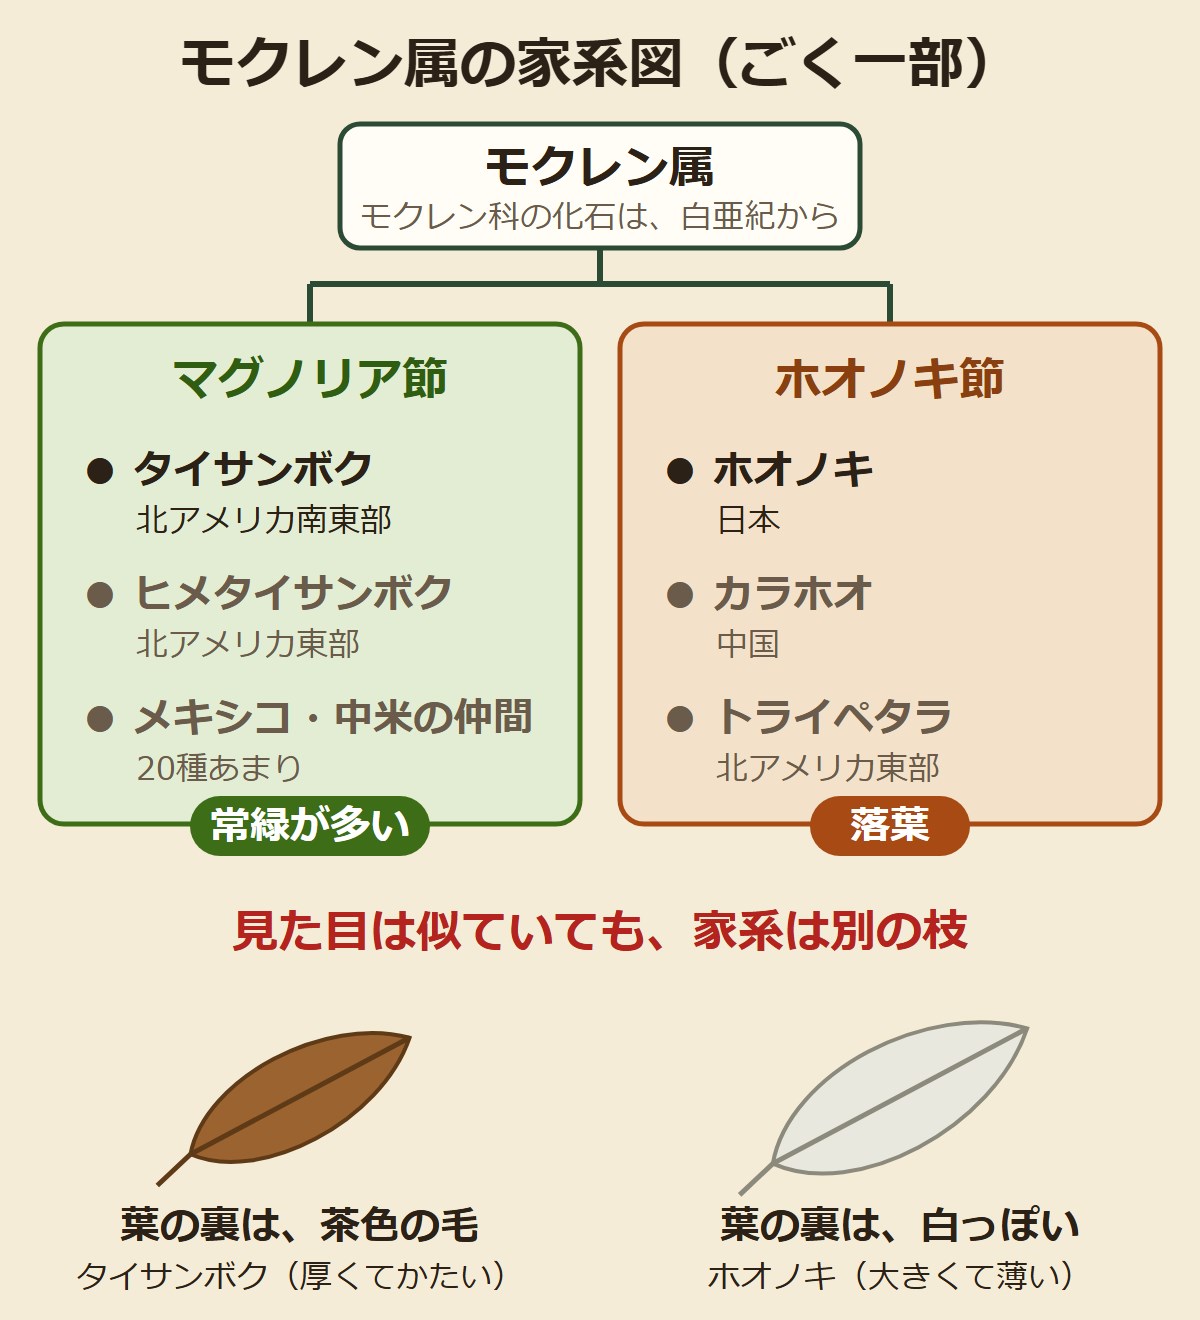 モクレン属の家系図（ごく一部）
モクレン属
モクレン科の化石は、白亜紀から
マグノリア節
● タイサンボク
北アメリカ南東部
● ヒメタイサンボク
北アメリカ東部
● メキシコ・中米の仲間
20種あまり
常緑が多い
ホオノキ節
● ホオノキ
日本
● カラホオ
中国
● トライペタラ
北アメリカ東部
落葉
見た目は似ていても、家系は別の枝
葉の裏は、茶色の毛
タイサンボク（厚くてかたい）
葉の裏は、白っぽい
ホオノキ（大きくて薄い）